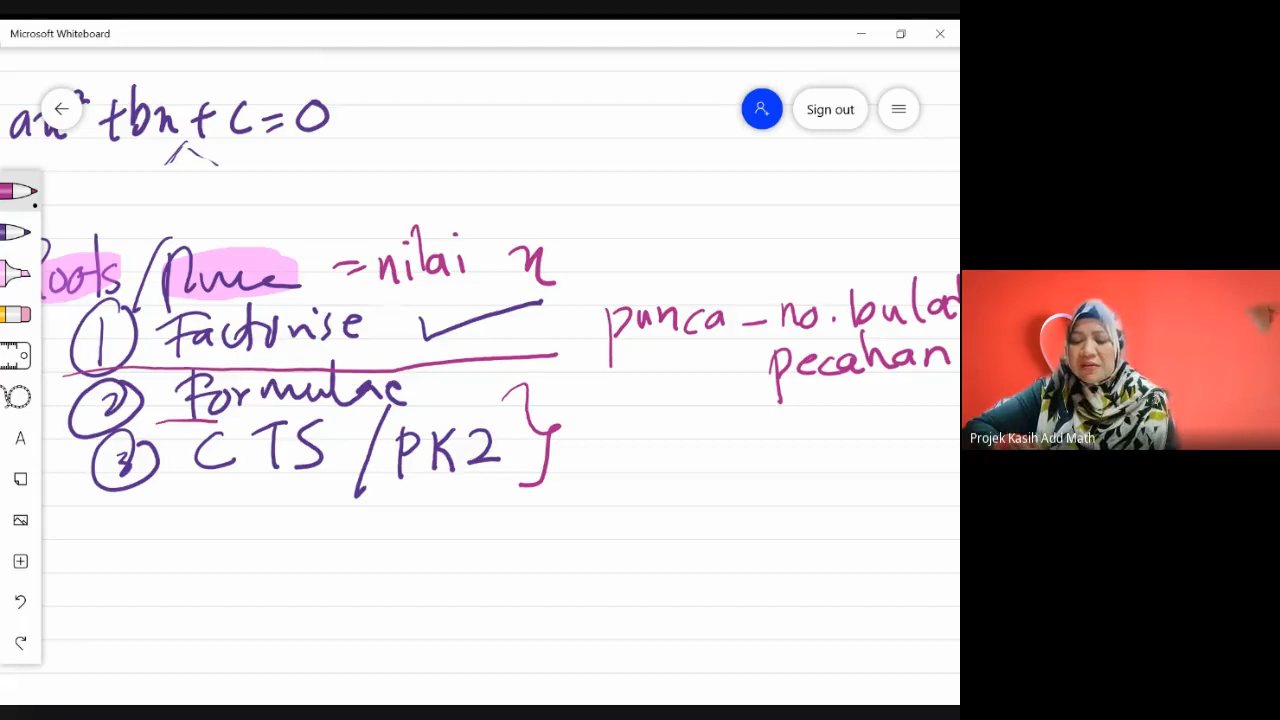 Microsoft Whiteboard
ax² + bx + c = 0
Sign out
Roots / Punca = nilai x
① Factorise ✓
punca – no. bulat
pecahan
② Formulae
③ CTS / PK2 }
A
Projek Kasih Add Math